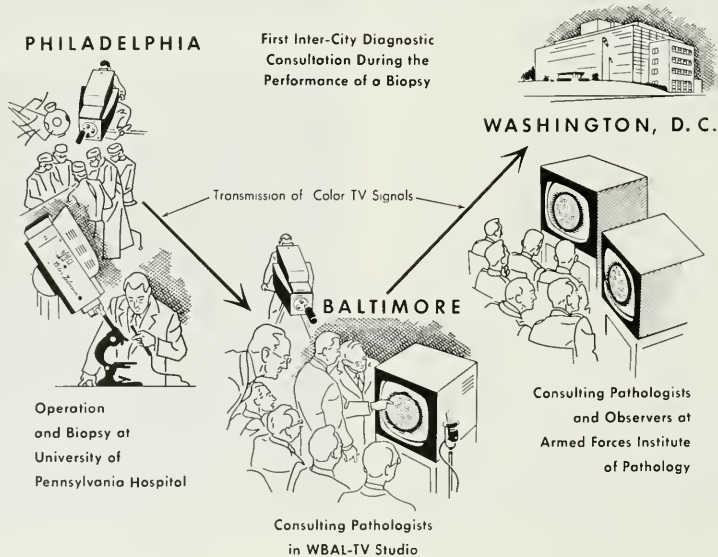 PHILADELPHIA
First Inter-City Diagnostic
Consultation During the
Performance of a Biopsy
WASHINGTON, D. C.
Transmission of Color TV Signals
BALTIMORE
Operation
and Biopsy at
University of
Pennsylvania Hospital
Consulting Pathologists
in WBAL-TV Studio
Consulting Pathologists
and Observers at
Armed Forces Institute
of Pathology